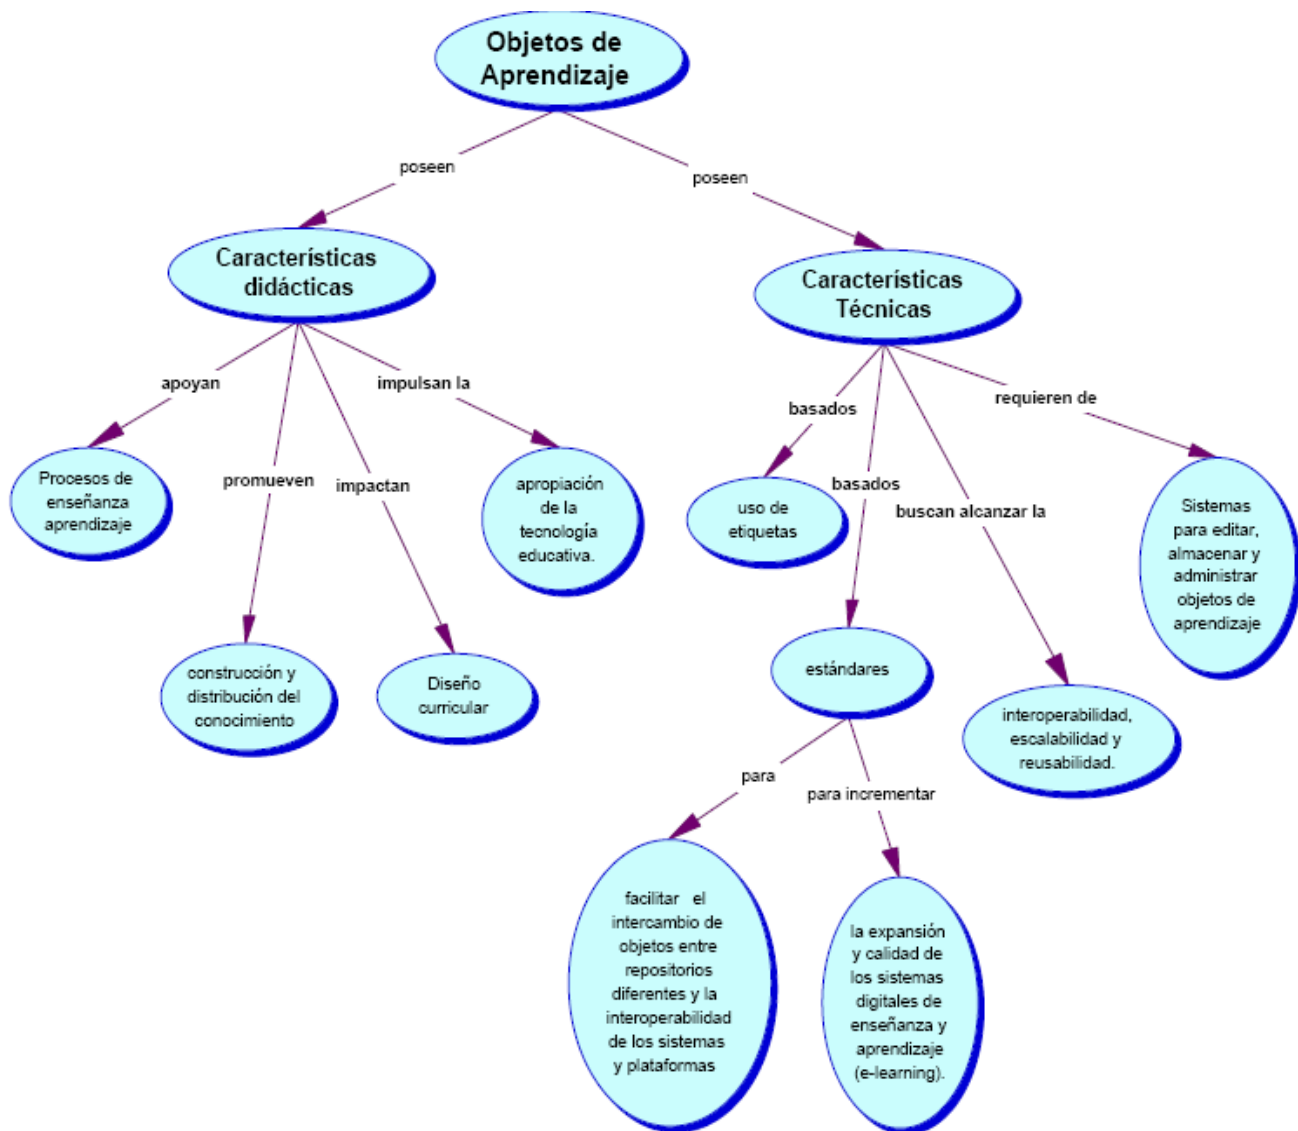 Objetos de
Aprendizaje
poseen
poseen
Características
didácticas
Característicás
Técnicas
apoyan
impulsan la
requieren de
basados
promueven
impactan
basados
buscan alcanzar la
Procesos de
enseñanza
aprendizaje
apropiación
de la
tecnología
educativa.
uso de
etiquetas
Sistemas
para editar,
almacenar y
administrar
objetos de
aprendizaje
construcción y
distribución del
conocimiento
Diseño
curricular
estándares
interoperabilidad,
escalabilidad y
reusabilidad.
para
para incrementar
facilitar el
intercambio de
objetos entre
repositorios
diferentes y la
interoperabilidad
de los sistemas
y plataformas
la expansión
y calidad de
los sistemas
digitales de
enseñanza y
aprendizaje
(e-learning).